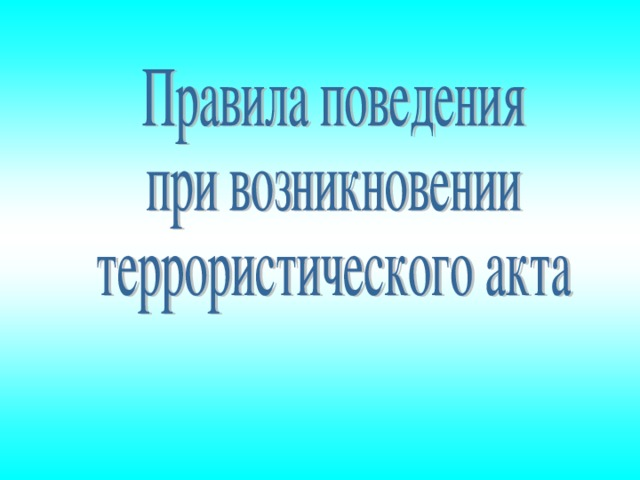 Правила поведения
при возникновении
террористического акта